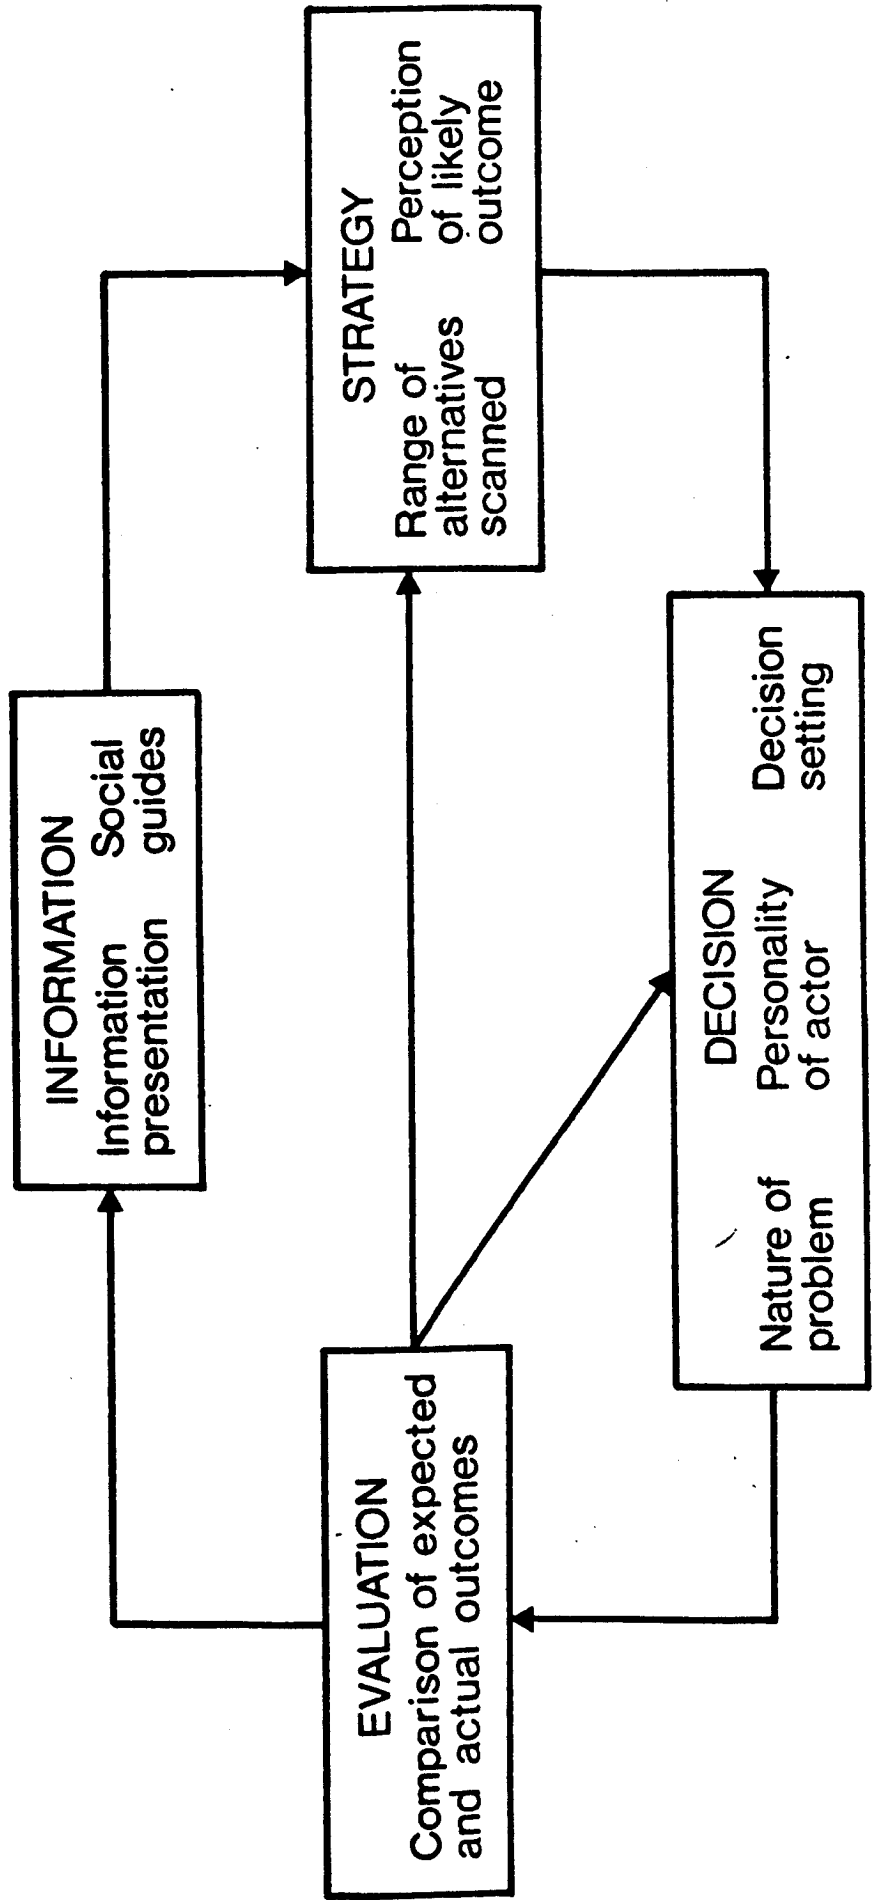 INFORMATION
Information Social
presentation guides
STRATEGY
Range of Perception
alternatives of likely
scanned outcome
EVALUATION
Comparison of expected
and actual outcomes
DECISION
Nature of Personality Decision
problem of actor setting